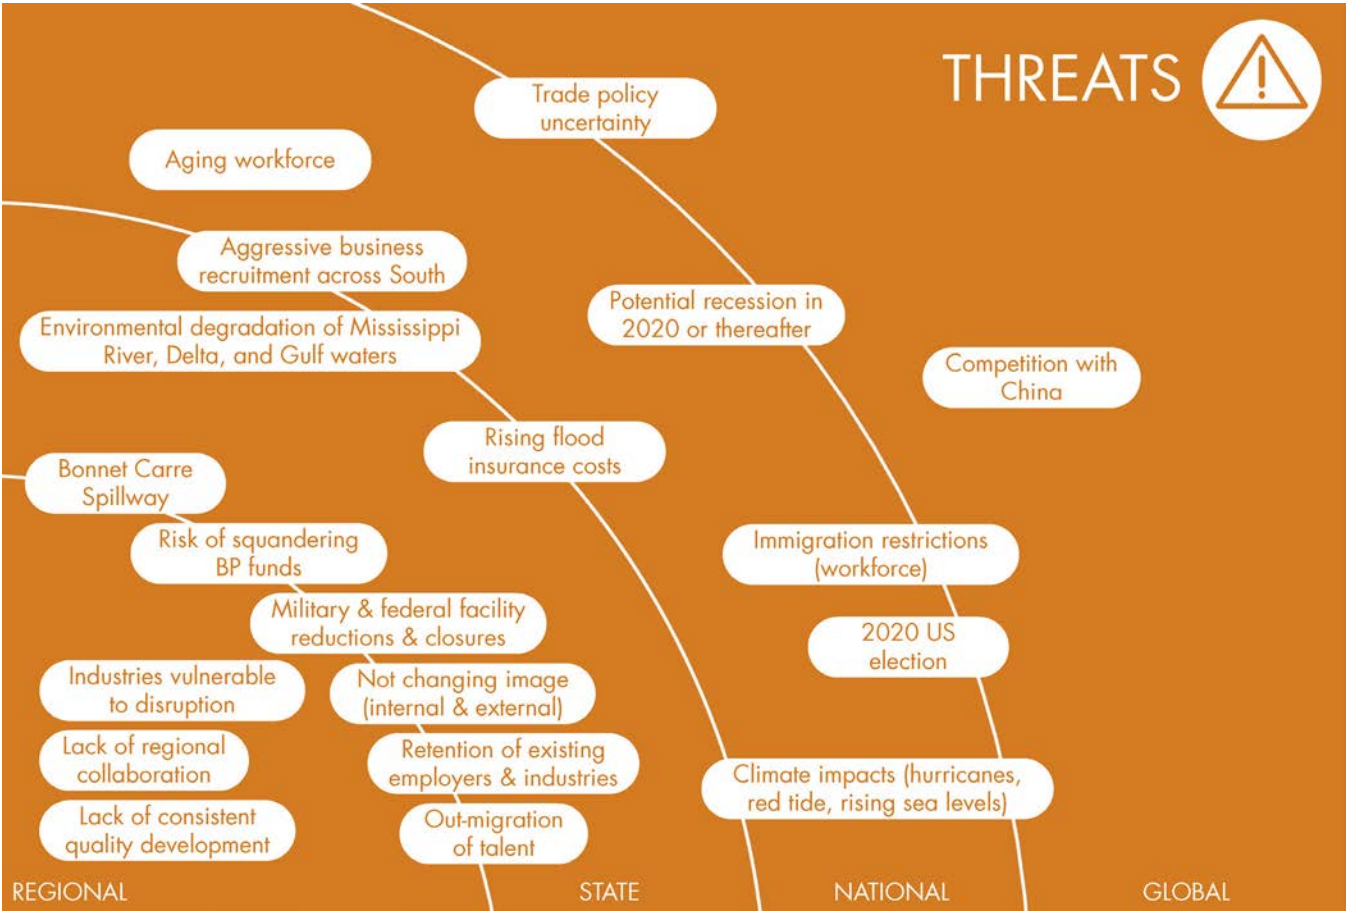 THREATS
Trade policy
uncertainty
Aging workforce
Aggressive business
recruitment across South
Potential recession in
2020 or thereafter
Environmental degradation of Mississippi
River, Delta, and Gulf waters
Competition with
China
Rising flood
insurance costs
Bonnet Carre
Spillway
Risk of squandering
BP funds
Immigration restrictions
(workforce)
Military & federal facility
reductions & closures
2020 US
election
Industries vulnerable
to disruption
Not changing image
(internal & external)
Lack of regional
collaboration
Retention of existing
employers & industries
Climate impacts (hurricanes,
red tide, rising sea levels)
Lack of consistent
quality development
Out-migration
of talent
REGIONAL
STATE
NATIONAL
GLOBAL